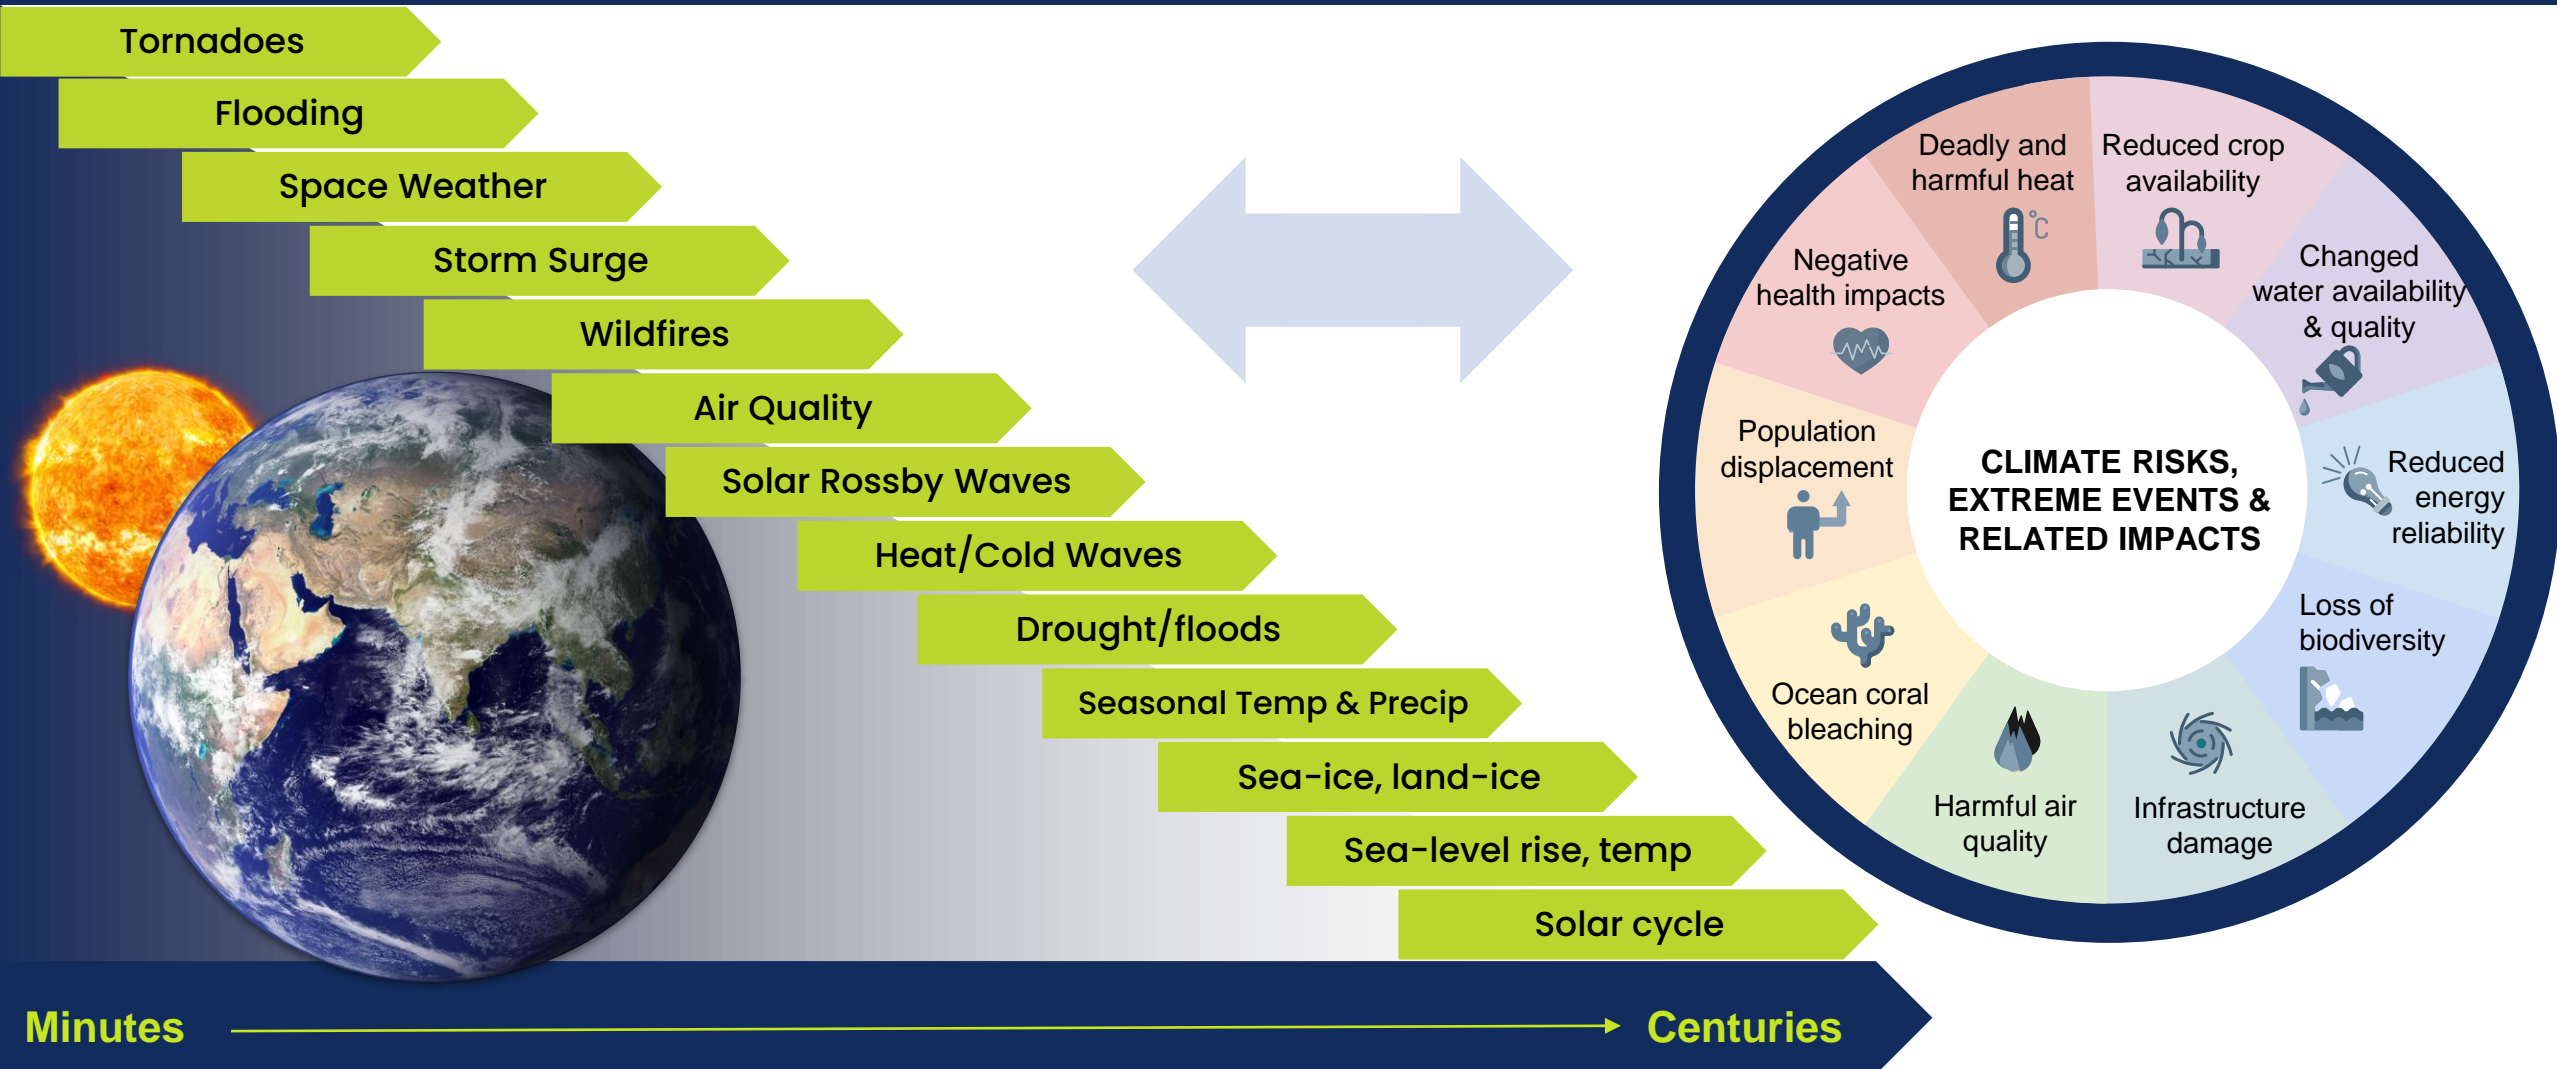 Tornadoes
Flooding
Space Weather
Storm Surge
Wildfires
Air Quality
Solar Rossby Waves
Heat/Cold Waves
Drought/floods
Seasonal Temp & Precip
Sea-ice, land-ice
Sea-level rise, temp
Solar cycle
Minutes
Centuries
Deadly and
harmful heat
°C
Reduced crop
availability
Changed
water availability
& quality
Reduced
energy
reliability
Loss of
biodiversity
Infrastructure
damage
Harmful air
quality
Ocean coral
bleaching
Population
displacement
Negative
health impacts
CLIMATE RISKS,
EXTREME EVENTS &
RELATED IMPACTS